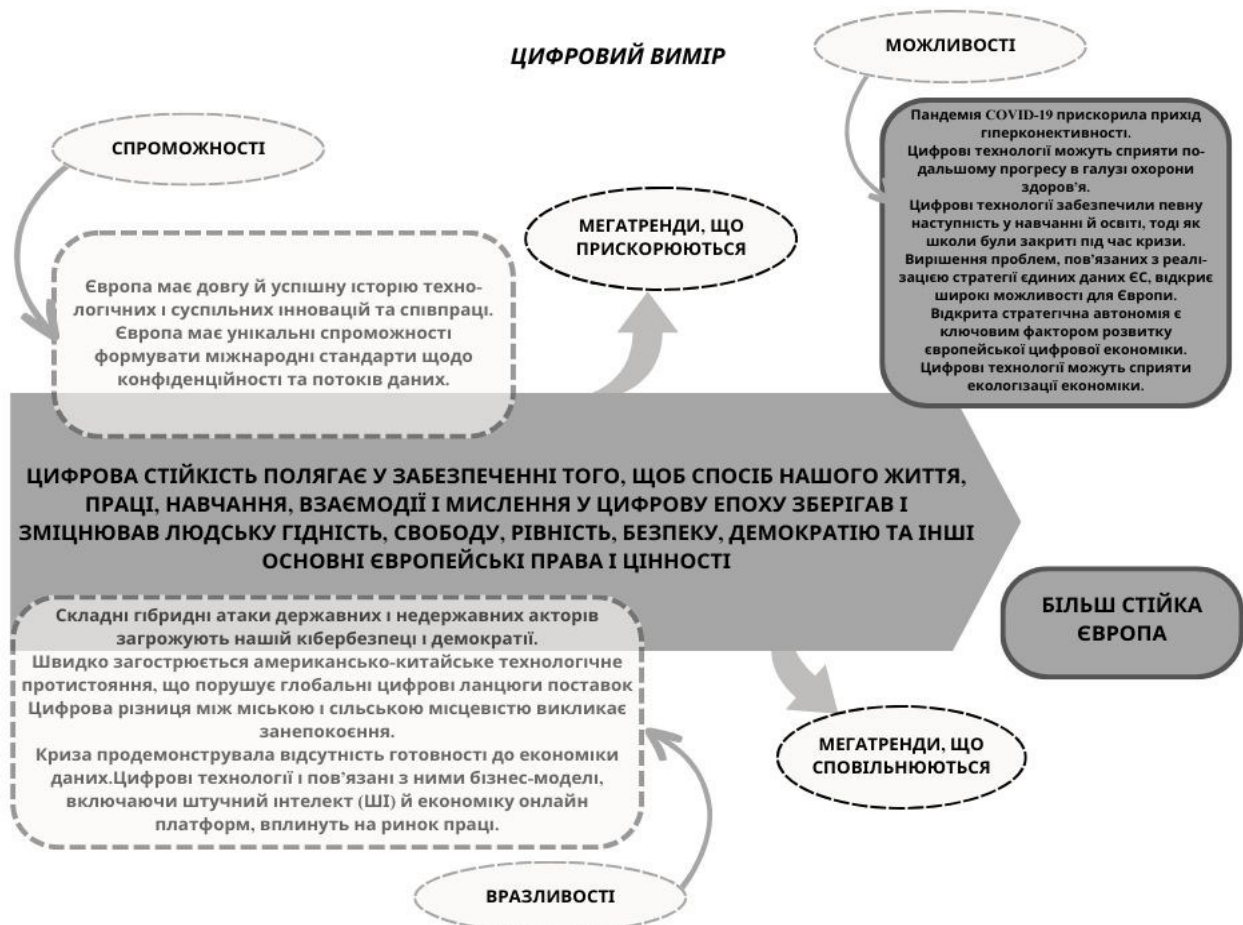 ЦИФРОВИЙ ВИМІР
МОЖЛИВОСТІ
Пандемія COVID-19 прискорила прихід
гіперконективності.
Цифрові технології можуть сприяти по-
дальшому прогресу в галузі охорони
здоров’я.
Цифрові технології забезпечили певну
наступність у навчанні й освіті, тоді як
школи були закриті під час кризи.
Вирішення проблем, пов’язаних з реалі-
зацією стратегії єдиних даних ЄС, відкриє
широкі можливості для Європи.
Відкрита стратегічна автономія є
ключовим фактором розвитку
європейської цифрової економіки.
Цифрові технології можуть сприяти
екологізації економіки.
СПРОМОЖНОСТІ
Європа має довгу й успішну історію техно-
логічних і суспільних інновацій та співпраці.
Європа має унікальні спроможності
формувати міжнародні стандарти щодо
конфіденційності та потоків даних.
МЕГАТРЕНДИ, ЩО
ПРИСКОРЮЮТЬСЯ
ЦИФРОВА СТІЙКІСТЬ ПОЛЯГАЄ У ЗАБЕЗПЕЧЕННІ ТОГО, ЩОБ СПОСІБ НАШОГО ЖИТТЯ,
ПРАЦІ, НАВЧАННЯ, ВЗАЄМОДІЇ І МИСЛЕННЯ У ЦИФРОВУ ЕПОХУ ЗБЕРІГАВ І
ЗМІЦНЮВАВ ЛЮДСЬКУ ГІДНІСТЬ, СВОБОДУ, РІВНІСТЬ, БЕЗПЕКУ, ДЕМОКРАТІЮ ТА ІНШІ
ОСНОВНІ ЄВРОПЕЙСЬКІ ПРАВА І ЦІННОСТІ
БІЛЬШ СТІЙКА
ЄВРОПА
Складні гібридні атаки державних і недержавних акторів
загрожують нашій кібербезпеці і демократії.
Швидко загострюється американсько-китайське технологічне
протистояння, що порушує глобальні цифрові ланцюги поставок
Цифрова різниця між міською і сільською місцевістю викликає
занепокоєння.
Криза продемонструвала відсутність готовності до економіки
даних.Цифрові технології і пов’язані з ними бізнес-моделі,
включаючи штучний інтелект (ШІ) й економіку онлайн
платформ, вплинуть на ринок праці.
МЕГАТРЕНДИ, ЩО
СПОВІЛЬНЮЮТЬСЯ
ВРАЗЛИВОСТІ